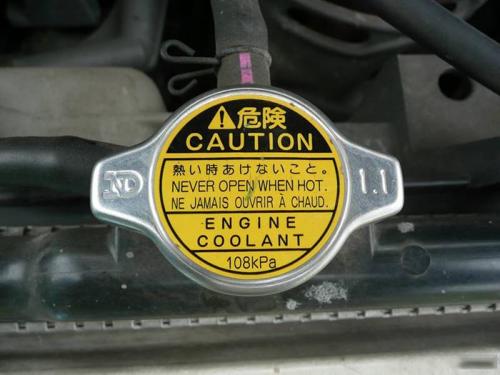 危険
CAUTION
熱い時あけないこと。
NEVER OPEN WHEN HOT.
NE JAMAIS OUVRIR À CHAUD.
ENGINE
COOLANT
108kPa
1.1